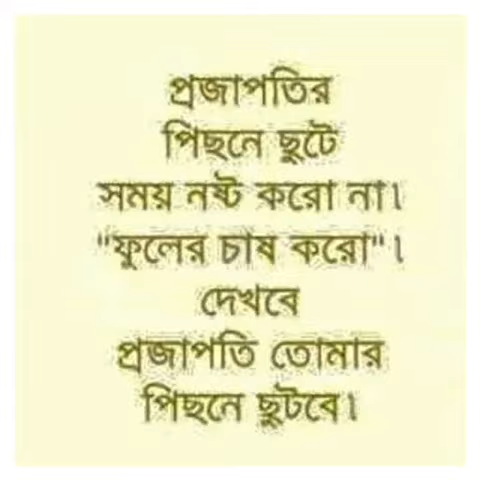 প্রজাপতির
পিছনে ছুটে
সময় নষ্ট করো না।
"ফুলের চাষ করো"।
দেখবে
প্রজাপতি তোমার
পিছনে ছুটবে।